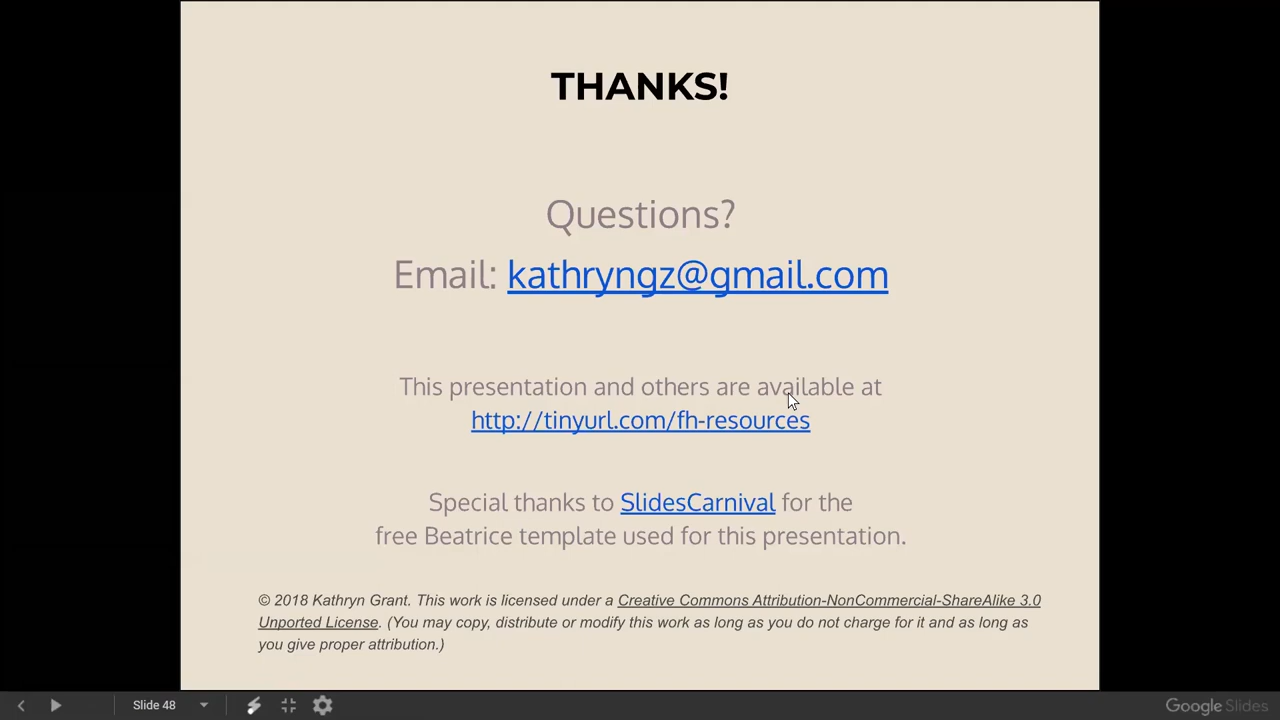 THANKS!
Questions?
Email: kathryngz@gmail.com
This presentation and others are available at
http://tinyurl.com/fh-resources
Special thanks to SlidesCarnival for the
free Beatrice template used for this presentation.
© 2018 Kathryn Grant. This work is licensed under a Creative Commons Attribution-NonCommercial-ShareAlike 3.0
Unported License. (You may copy, distribute or modify this work as long as you do not charge for it and as long as
you give proper attribution.)
Slide 48
Google Slides